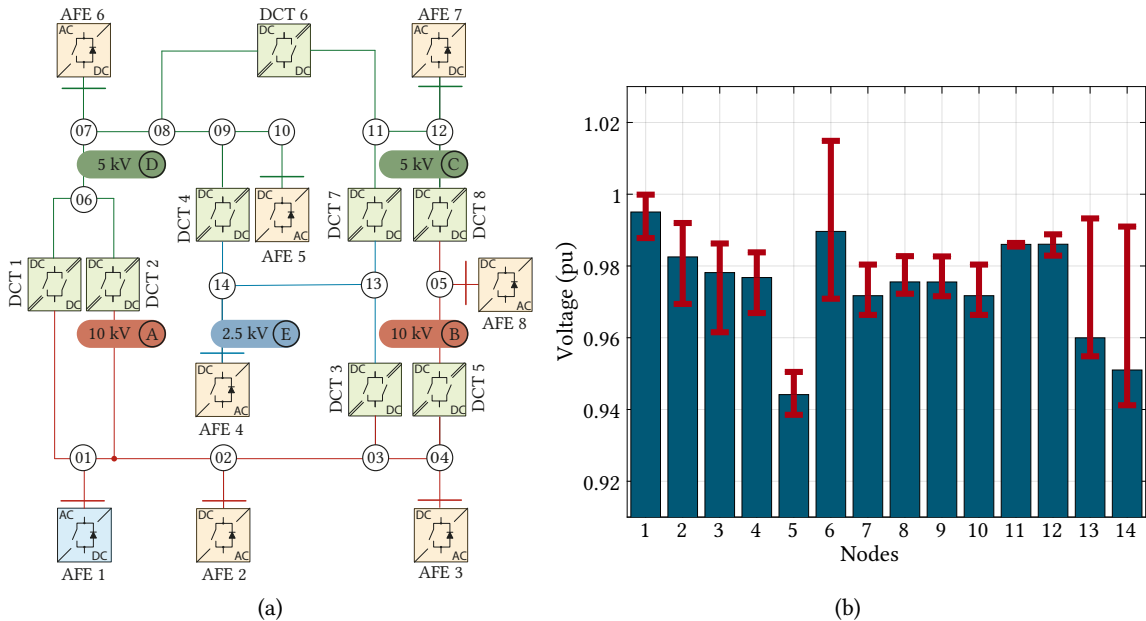 AFE 6
DCT 6
AFE 7
AC
DC
DC
DC
AC
DC
07
08
09
10
11
12
5 kV D
5 kV C
06
DCT 4
DC
DC
DC
AC
AFE 5
DCT 7
DC
DC
DCT 8
DC
DC
DCT 1
DC
DC
DCT 2
DC
DC
14
13
05
DC
AC
AFE 8
10 kV A
2.5 kV E
10 kV B
DC
AC
AFE 4
DCT 3
DC
DC
DCT 5
DC
DC
01
02
03
04
AC
DC
DC
AC
DC
AC
AFE 1
AFE 2
AFE 3
(a)
Voltage (pu)
1.02
1
0.98
0.96
0.94
0.92
1 2 3 4 5 6 7 8 9 10 11 12 13 14
Nodes
(b)